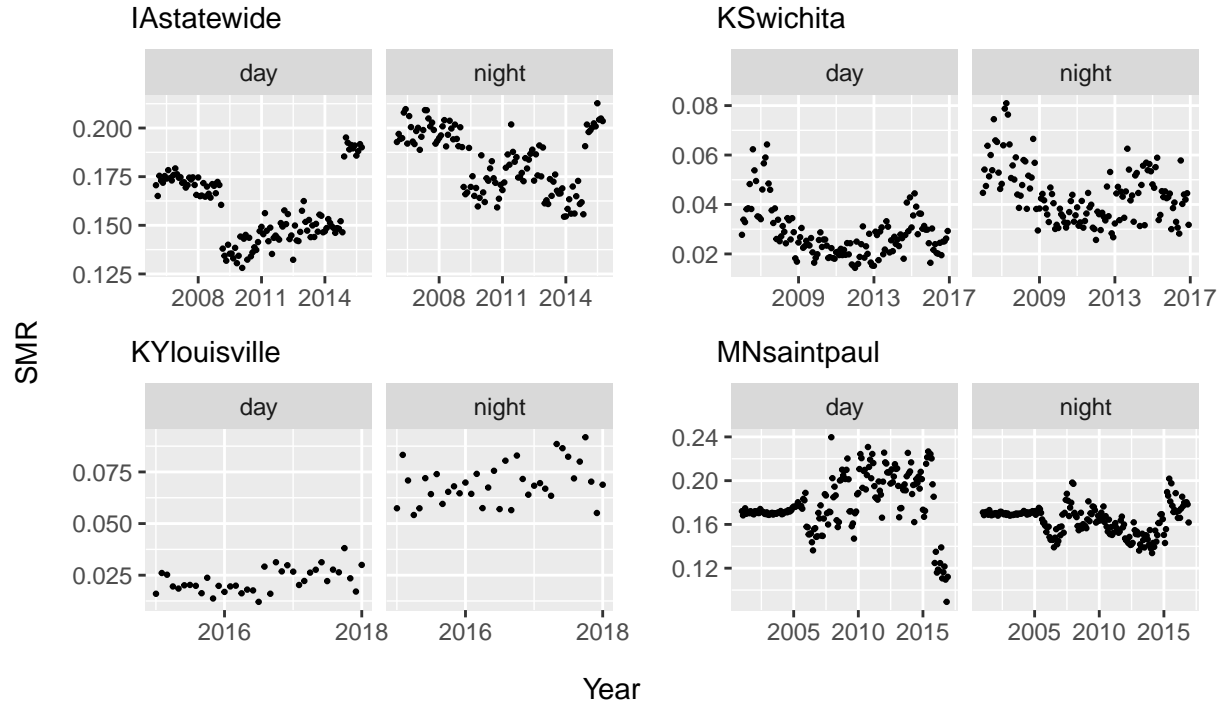 IAstatewide
day night
0.200
0.175
0.150
0.125
2008 2011 2014 2008 2011 2014
KSwichita
day night
0.08
0.06
0.04
0.02
2009 2013 2017 2009 2013 2017
SMR
KYlouisville
day night
0.075
0.050
0.025
2016 2018 2016 2018
MNsaintpaul
day night
0.24
0.20
0.16
0.12
2005 2010 2015 2005 2010 2015
Year